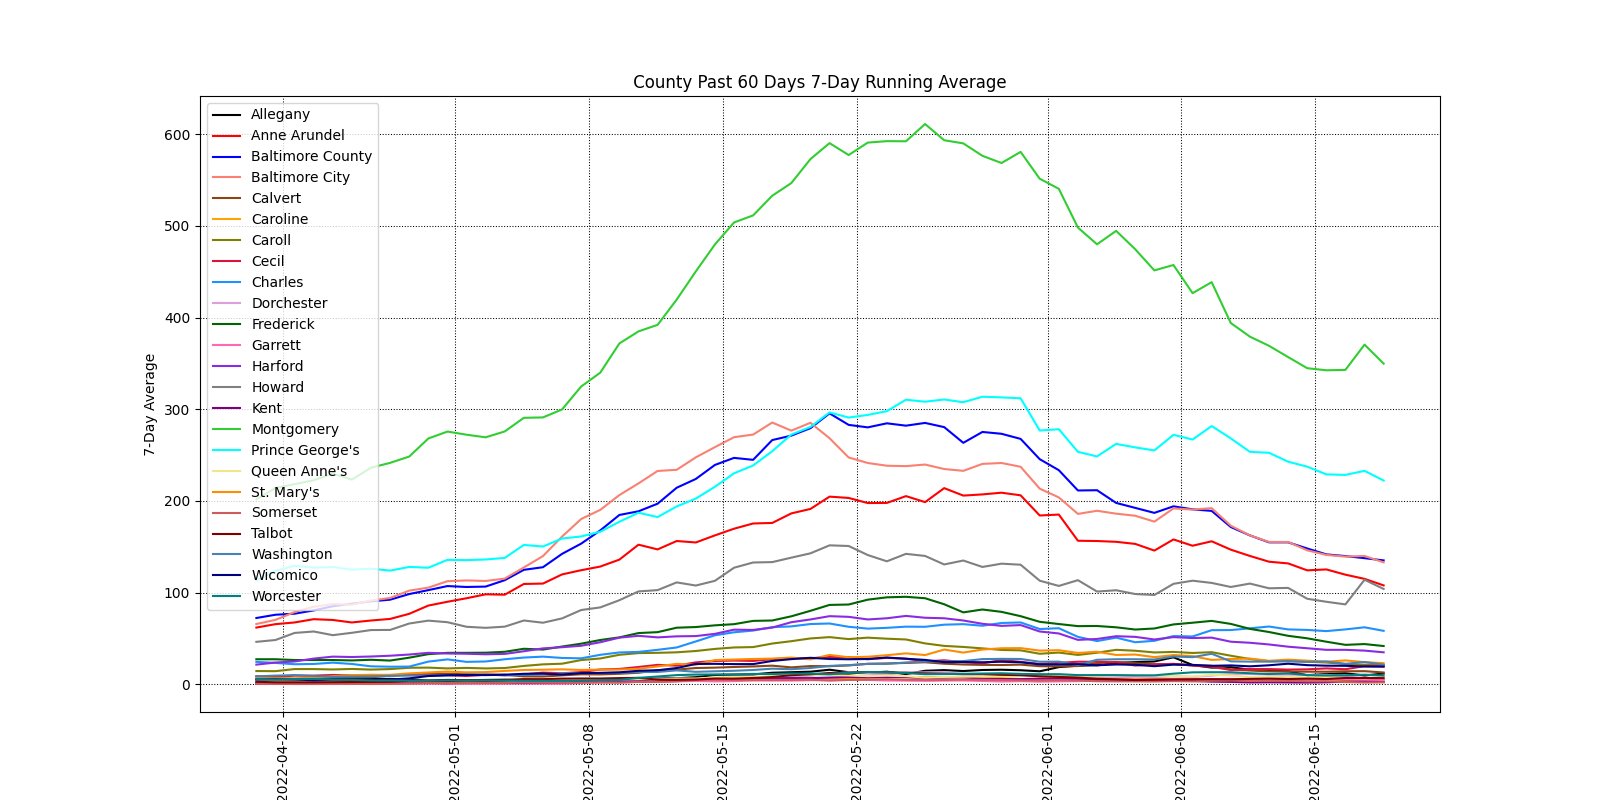 County Past 60 Days 7-Day Running Average
7-Day Average
600
500
400
300
200
100
0
Allegany
Anne Arundel
Baltimore County
Baltimore City
Calvert
Caroline
Caroll
Cecil
Charles
Dorchester
Frederick
Garrett
Harford
Howard
Kent
Montgomery
Prince George's
Queen Anne's
St. Mary's
Somerset
Talbot
Washington
Wicomico
Worcester
2022-04-22
2022-05-01
2022-05-08
2022-05-15
2022-05-22
2022-06-01
2022-06-08
2022-06-15